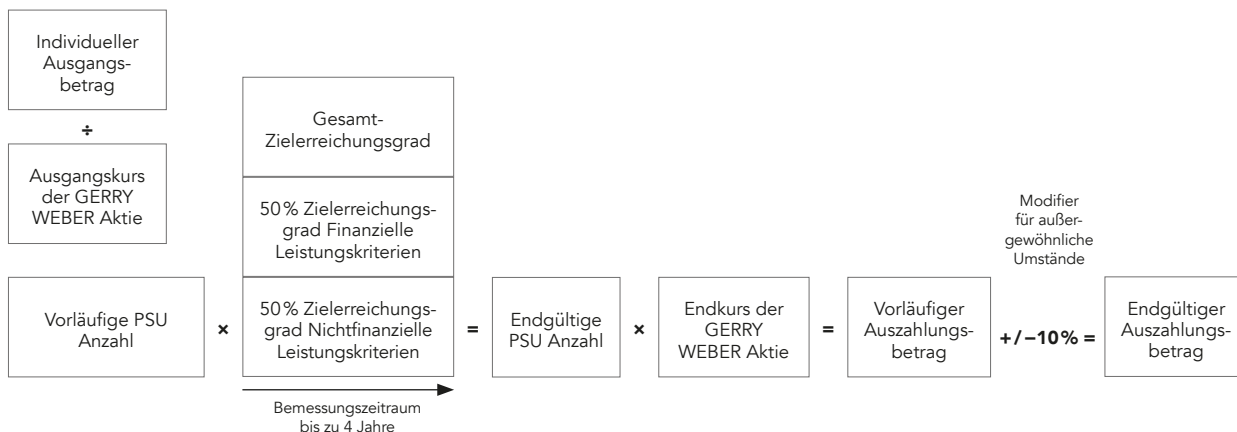 Individueller
Ausgangs-
betrag
÷
Ausgangskurs
der GERRY
WEBER Aktie
Vorläufige PSU
Anzahl
×
Gesamt-
Zielerreichungsgrad
50 % Zielerreichungs-
grad Finanzielle
Leistungskriterien
50 % Zielerreichungs-
grad Nichtfinanzielle
Leistungskriterien
Bemessungszeitraum
bis zu 4 Jahre
=
Endgültige
PSU Anzahl
×
Endkurs der
GERRY
WEBER Aktie
=
Vorläufiger
Auszahlungs-
betrag
Modifier
für außer-
gewöhnliche
Umstände
+/–10 % =
Endgültiger
Auszahlungs-
betrag